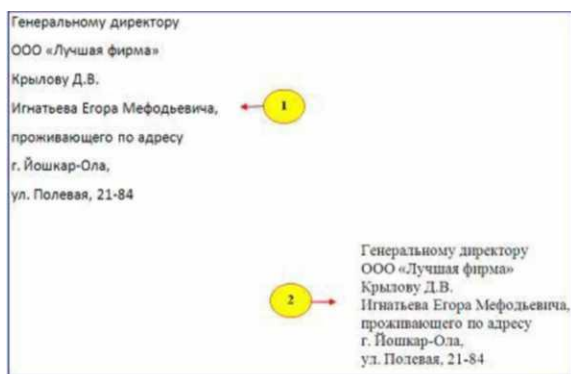 Генеральному директору
ООО «Лучшая фирма»
Крылову Д.В.
Игнатьева Егора Мефодьевича,
1
проживающего по адресу
г. Йошкар-Ола,
ул. Полевая, 21-84
Генеральному директору
ООО «Лучшая фирма»
Крылову Д.В.
2
Игнатьева Егора Мефодьевича,
проживающего по адресу
г. Йошкар-Ола,
ул. Полевая, 21-84